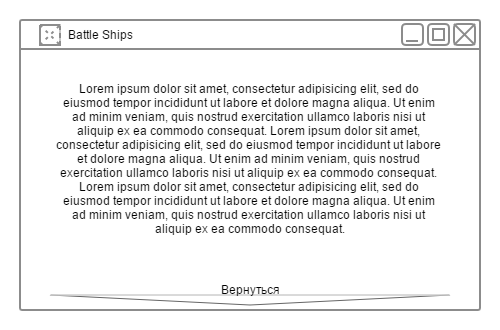 Battle Ships
Lorem ipsum dolor sit amet, consectetur adipisicing elit, sed do
eiusmod tempor incididunt ut labore et dolore magna aliqua. Ut enim
ad minim veniam, quis nostrud exercitation ullamco laboris nisi ut
aliquip ex ea commodo consequat. Lorem ipsum dolor sit amet,
consectetur adipisicing elit, sed do eiusmod tempor incididunt ut labore
et dolore magna aliqua. Ut enim ad minim veniam, quis nostrud
exercitation ullamco laboris nisi ut aliquip ex ea commodo consequat.
Lorem ipsum dolor sit amet, consectetur adipisicing elit, sed do
eiusmod tempor incididunt ut labore et dolore magna aliqua. Ut enim
ad minim veniam, quis nostrud exercitation ullamco laboris nisi ut
aliquip ex ea commodo consequat.
Вернуться